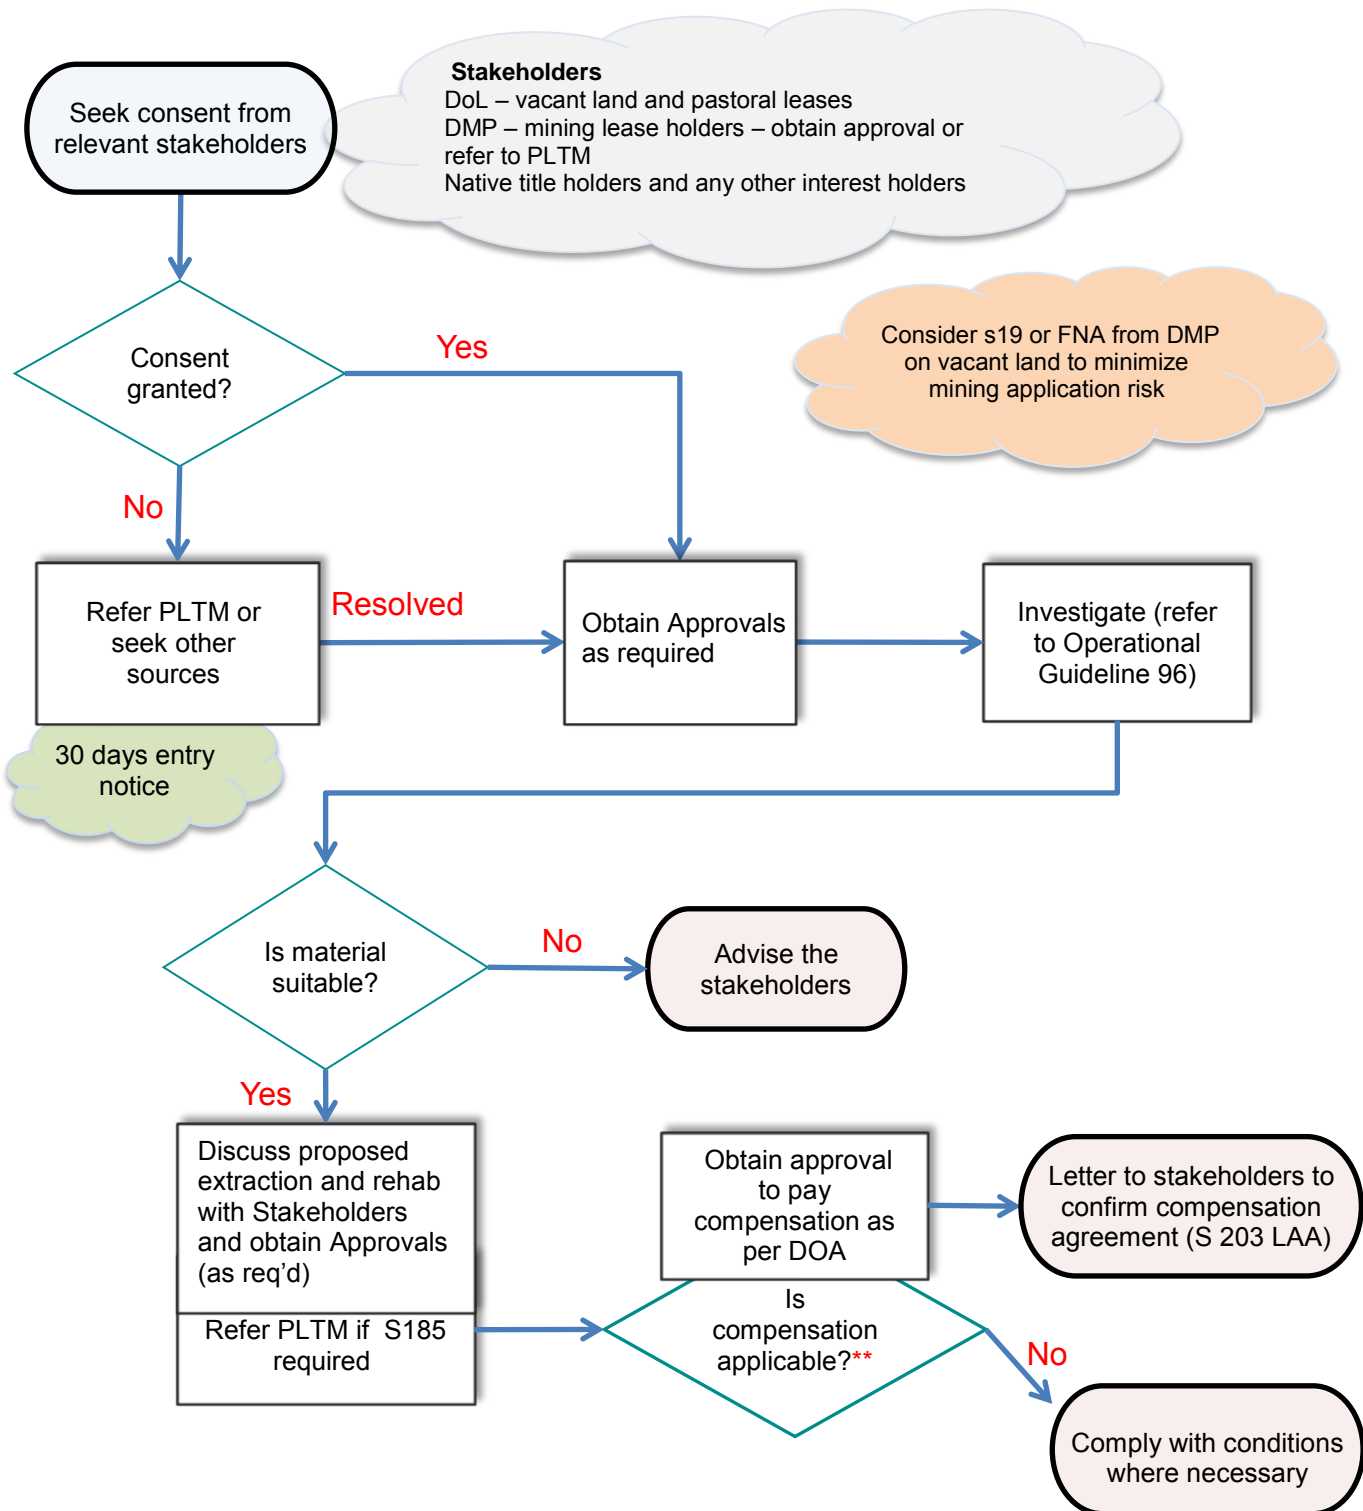 Seek consent from
relevant stakeholders
Stakeholders
DoL – vacant land and pastoral leases
DMP – mining lease holders – obtain approval or
refer to PLTM
Native title holders and any other interest holders
Consider s19 or FNA from DMP
on vacant land to minimize
mining application risk
Consent
granted?
Yes
No
Refer PLTM or
seek other
sources
Resolved
Obtain Approvals
as required
Investigate (refer
to Operational
Guideline 96)
30 days entry
notice
Is material
suitable?
No
Advise the
stakeholders
Yes
Discuss proposed
extraction and rehab
with Stakeholders
and obtain Approvals
(as req’d)
Refer PLTM if S185
required
Obtain approval
to pay
compensation as
per DOA
Letter to stakeholders to
confirm compensation
agreement (S 203 LAA)
Is
compensation
applicable?**
No
Comply with conditions
where necessary